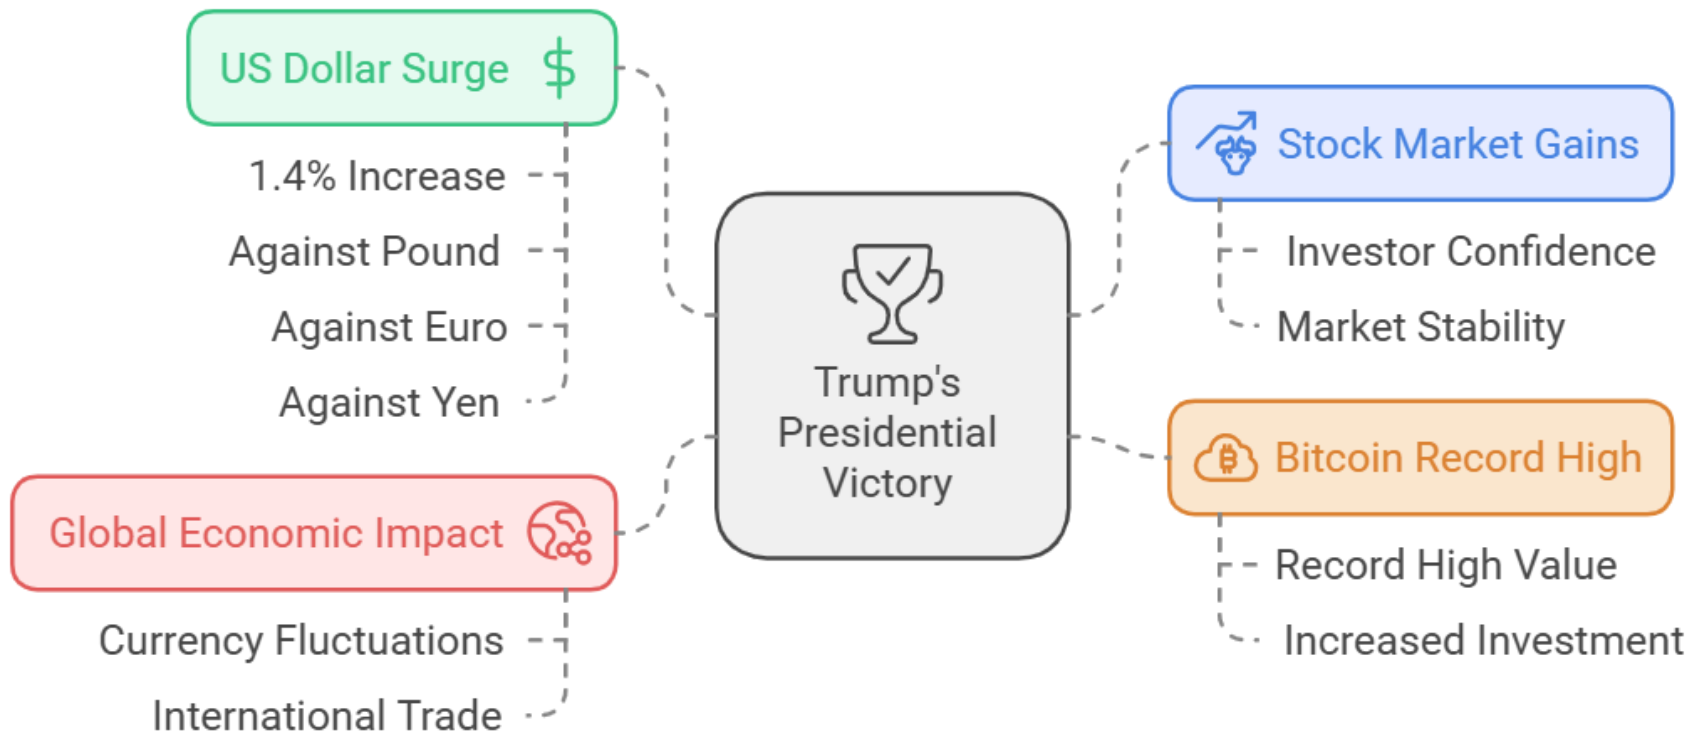 US Dollar Surge
1.4% Increase
Against Pound
Against Euro
Against Yen
Global Economic Impact
Currency Fluctuations
International Trade
Trump's
Presidential
Victory
Stock Market Gains
Investor Confidence
Market Stability
Bitcoin Record High
Record High Value
Increased Investment